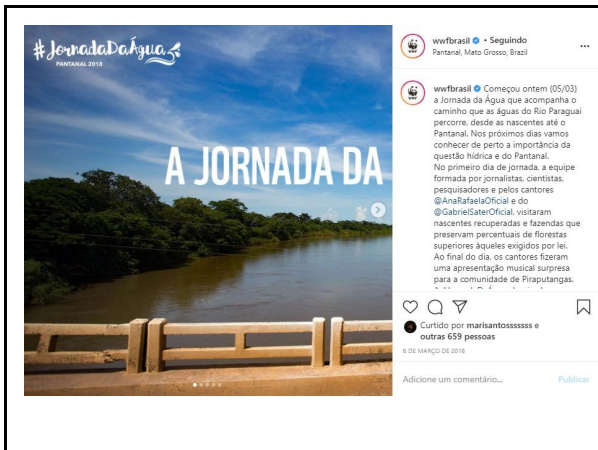 #JornadaDaÁgua
PANTANAL 2018
A JORNADA DA
wwfbrasil • Seguindo
Pantanal, Mato Grosso, Brazil
wwfbrasil Começou ontem (05/03)
a Jornada da Água que acompanha o
caminho que as águas do Rio Paraguai
percorre, desde as nascentes até o
Pantanal. Nos próximos dias vamos
conhecer de perto a importância da
questão hídrica e do Pantanal.
No primeiro dia de jornada, a equipe
formada por jornalistas, cientistas,
pesquisadores e pelos cantores
@AnaRafaelaOficial e do
@GabrielSaterOficial, visitaram
nascentes recuperadas e fazendas que
preservam percentuais de florestas
superiores àqueles exigidos por lei.
Ao final do dia, os cantores fizeram
uma apresentação musical surpresa
para a comunidade de Piraputangas.
Curtido por marisantosssssss e
outras 659 pessoas
6 DE MARÇO DE 2018
Adicione um comentário...
Publicar